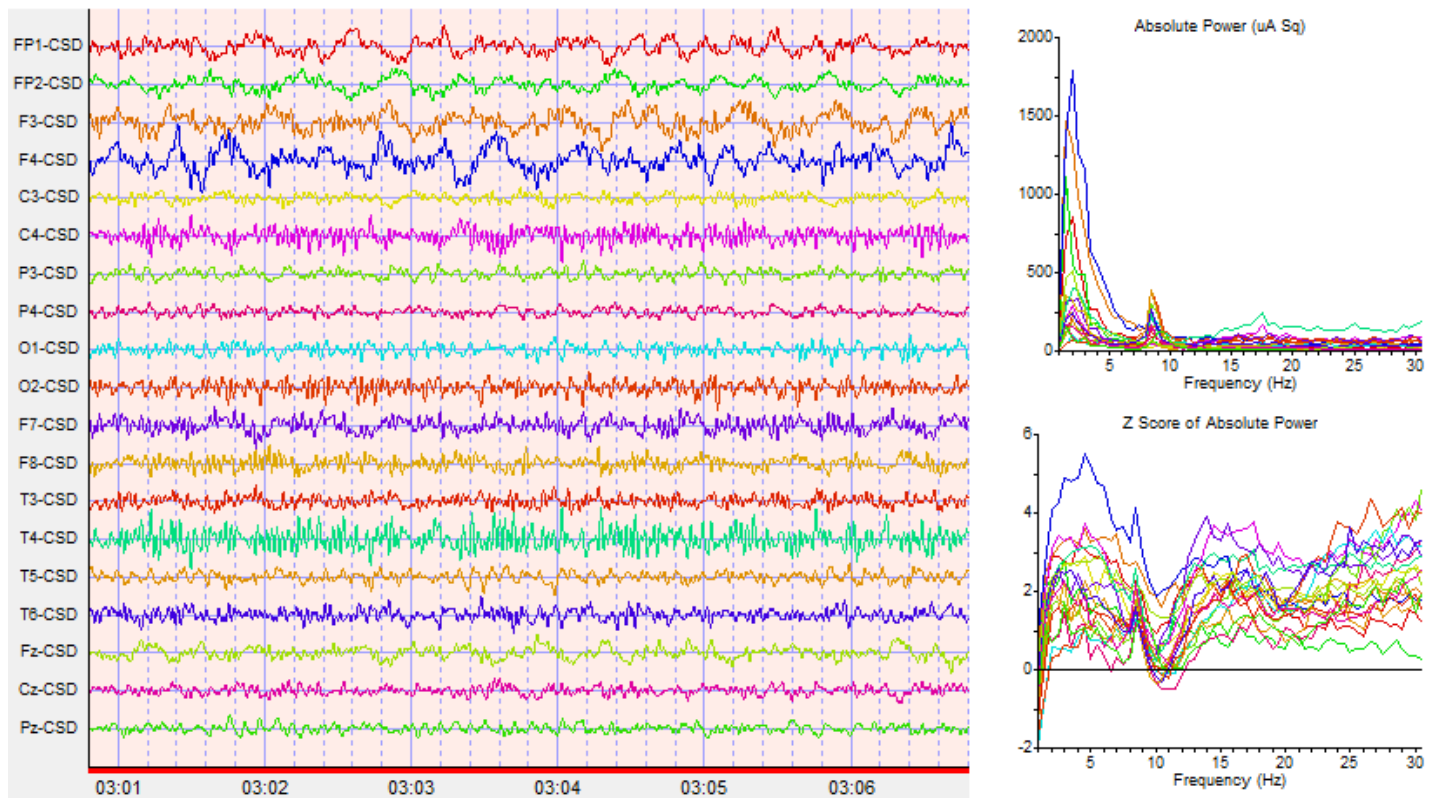 FP1-CSD
FP2-CSD
F3-CSD
F4-CSD
C3-CSD
C4-CSD
P3-CSD
P4-CSD
O1-CSD
O2-CSD
F7-CSD
F8-CSD
T3-CSD
T4-CSD
T5-CSD
T6-CSD
Fz-CSD
Cz-CSD
Pz-CSD
03:01 03:02 03:03 03:04 03:05 03:06
Absolute Power (uA Sq)
2000
1500
1000
500
0
5 10 15 20 25 30
Frequency (Hz)
Z Score of Absolute Power
6
4
2
0
-2
5 10 15 20 25 30
Frequency (Hz)